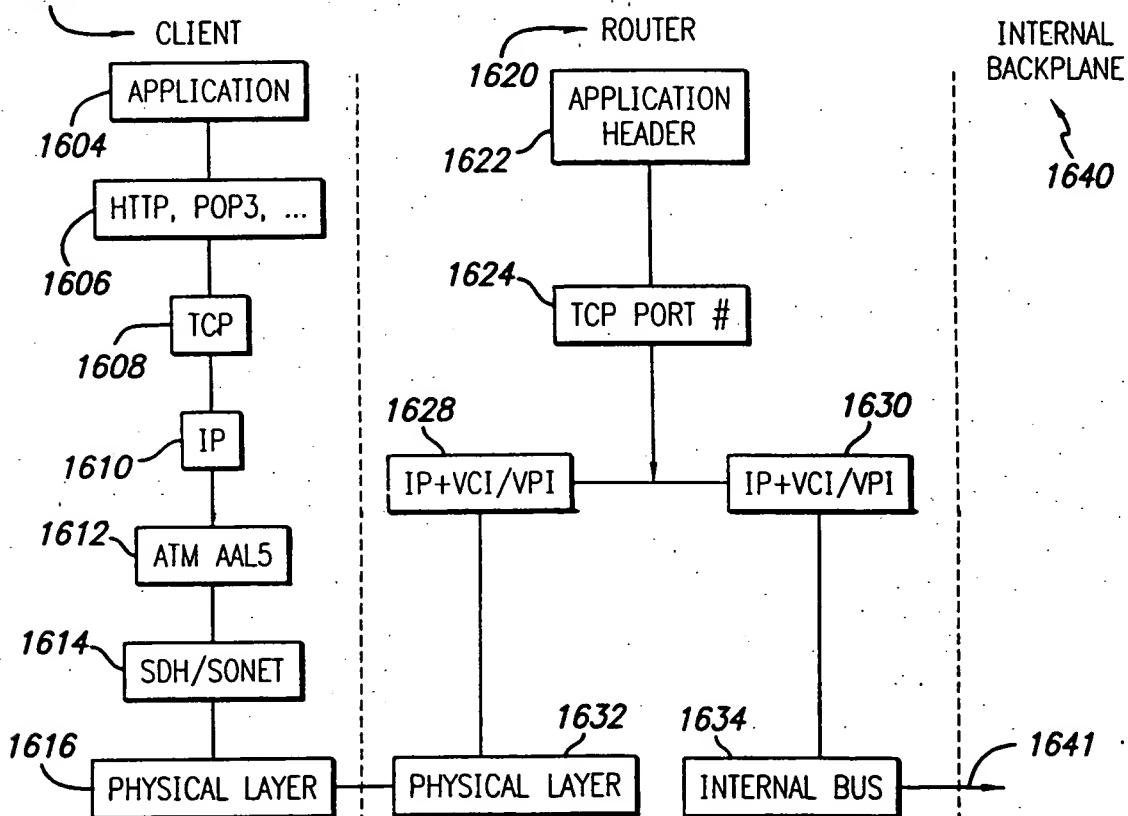 CLIENT
APPLICATION
1604
HTTP, POP3, ...
1606
TCP
1608
IP
1610
1612
ATM AAL5
1614
SDH/SONET
1616
PHYSICAL LAYER
ROUTER
1620
APPLICATION
HEADER
1622
1624
TCP PORT #
1628
IP+VCI/VPI
1630
IP+VCI/VPI
1632
PHYSICAL LAYER
1634
INTERNAL BUS
INTERNAL
BACKPLANE
1640
1641